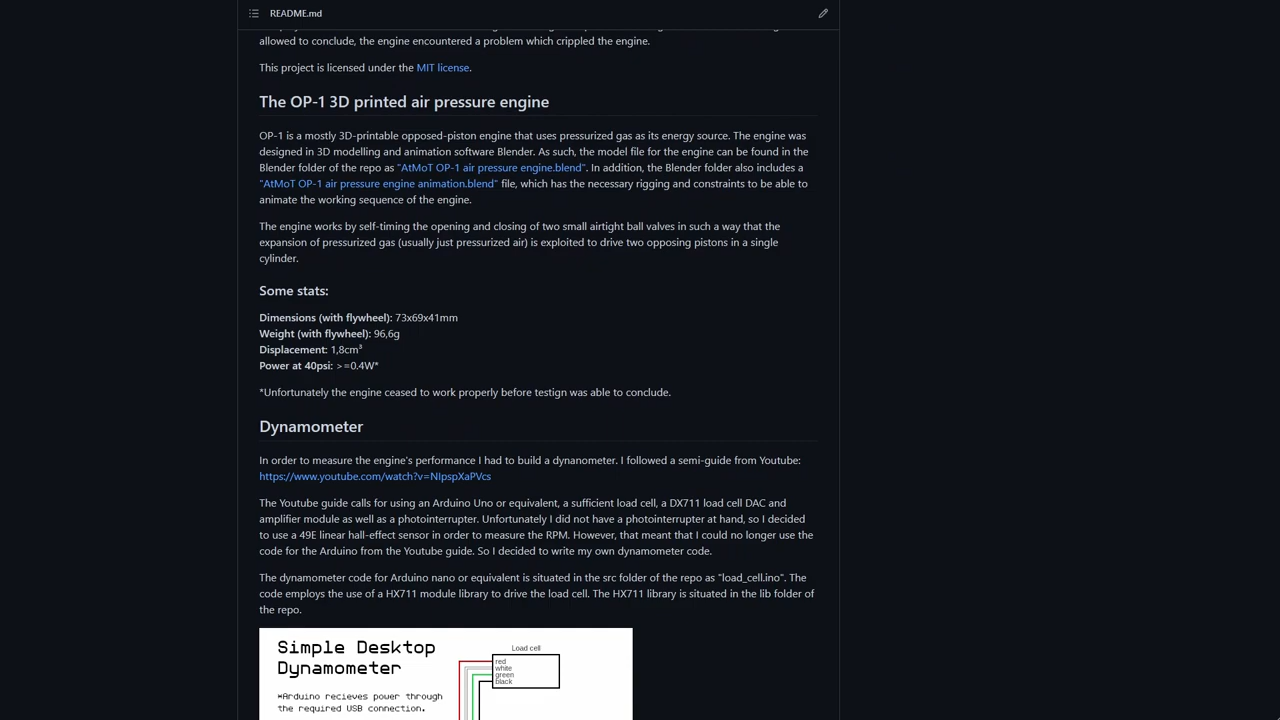 README.md
allowed to conclude, the engine encountered a problem which crippled the engine.
This project is licensed under the MIT license.
The OP-1 3D printed air pressure engine
OP-1 is a mostly 3D-printable opposed-piston engine that uses pressurized gas as its energy source. The engine was
designed in 3D modelling and animation software Blender. As such, the model file for the engine can be found in the
Blender folder of the repo as "AtMoT OP-1 air pressure engine.blend". In addition, the Blender folder also includes a
"AtMoT OP-1 air pressure engine animation.blend" file, which has the necessary rigging and constraints to be able to
animate the working sequence of the engine.
The engine works by self-timing the opening and closing of two small airtight ball valves in such a way that the
expansion of pressurized gas (usually just pressurized air) is exploited to drive two opposing pistons in a single
cylinder.
Some stats:
Dimensions (with flywheel): 73x69x41mm
Weight (with flywheel): 96,6g
Displacement: 1,8cm³
Power at 40psi: >=0.4W*
*Unfortunately the engine ceased to work properly before testign was able to conclude.
Dynamometer
In order to measure the engine's performance I had to build a dynanometer. I followed a semi-guide from Youtube:
https://www.youtube.com/watch?v=NIpspXaPVcs
The Youtube guide calls for using an Arduino Uno or equivalent, a sufficient load cell, a DX711 load cell DAC and
amplifier module as well as a photointerrupter. Unfortunately I did not have a photointerrupter at hand, so I decided
to use a 49E linear hall-effect sensor in order to measure the RPM. However, that meant that I could no longer use the
code for the Arduino from the Youtube guide. So I decided to write my own dynamometer code.
The dynamometer code for Arduino nano or equivalent is situated in the src folder of the repo as "load_cell.ino". The
code employs the use of a HX711 module library to drive the load cell. The HX711 library is situated in the lib folder of
the repo.
Simple Desktop
Dynamometer
*Arduino recieves power through
the required USB connection.
Load cell
red
white
green
black